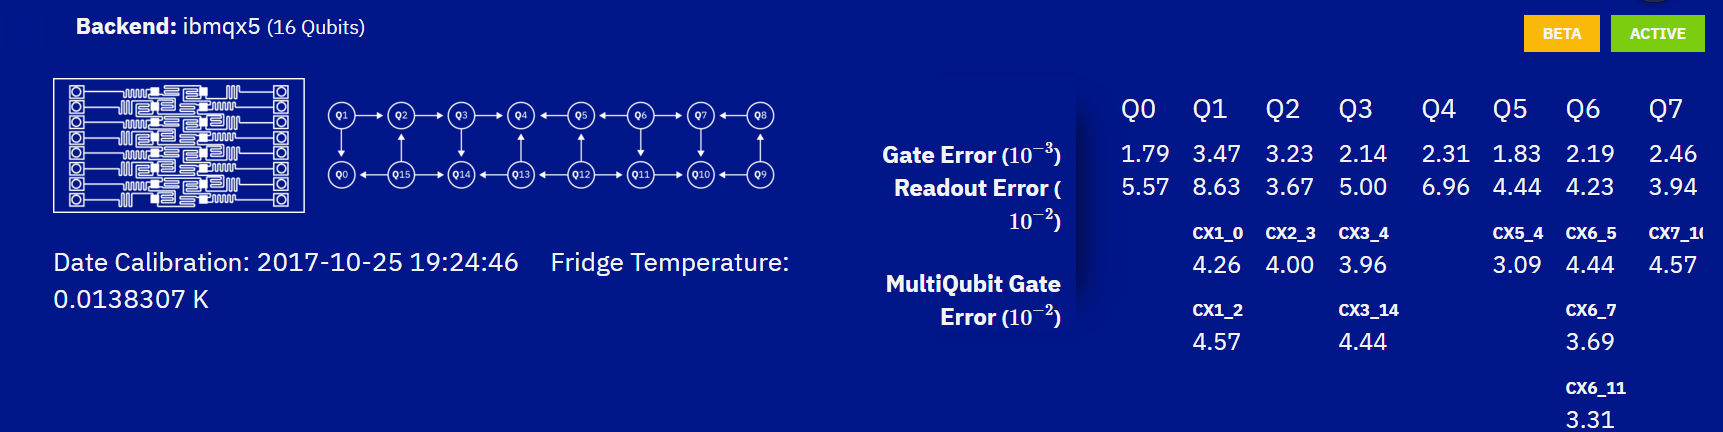 Backend: ibmqx5 (16 Qubits)
BETA ACTIVE
Q1 Q2 Q3 Q4 Q5 Q6 Q7 Q8
Q0 Q15 Q14 Q13 Q12 Q11 Q10 Q9
Date Calibration: 2017-10-25 19:24:46 Fridge Temperature:
0.0138307 K
Q0 Q1 Q2 Q3 Q4 Q5 Q6 Q7
Gate Error (10⁻³) 1.79 3.47 3.23 2.14 2.31 1.83 2.19 2.46
Readout Error ( 5.57 8.63 3.67 5.00 6.96 4.44 4.23 3.94
10⁻²)
CX1_0 CX2_3 CX3_4 CX5_4 CX6_5 CX7_10
4.26 4.00 3.96 3.09 4.44 4.57
MultiQubit Gate
Error (10⁻²)
CX1_2 CX3_14 CX6_7
4.57 4.44 3.69
CX6_11
3.31